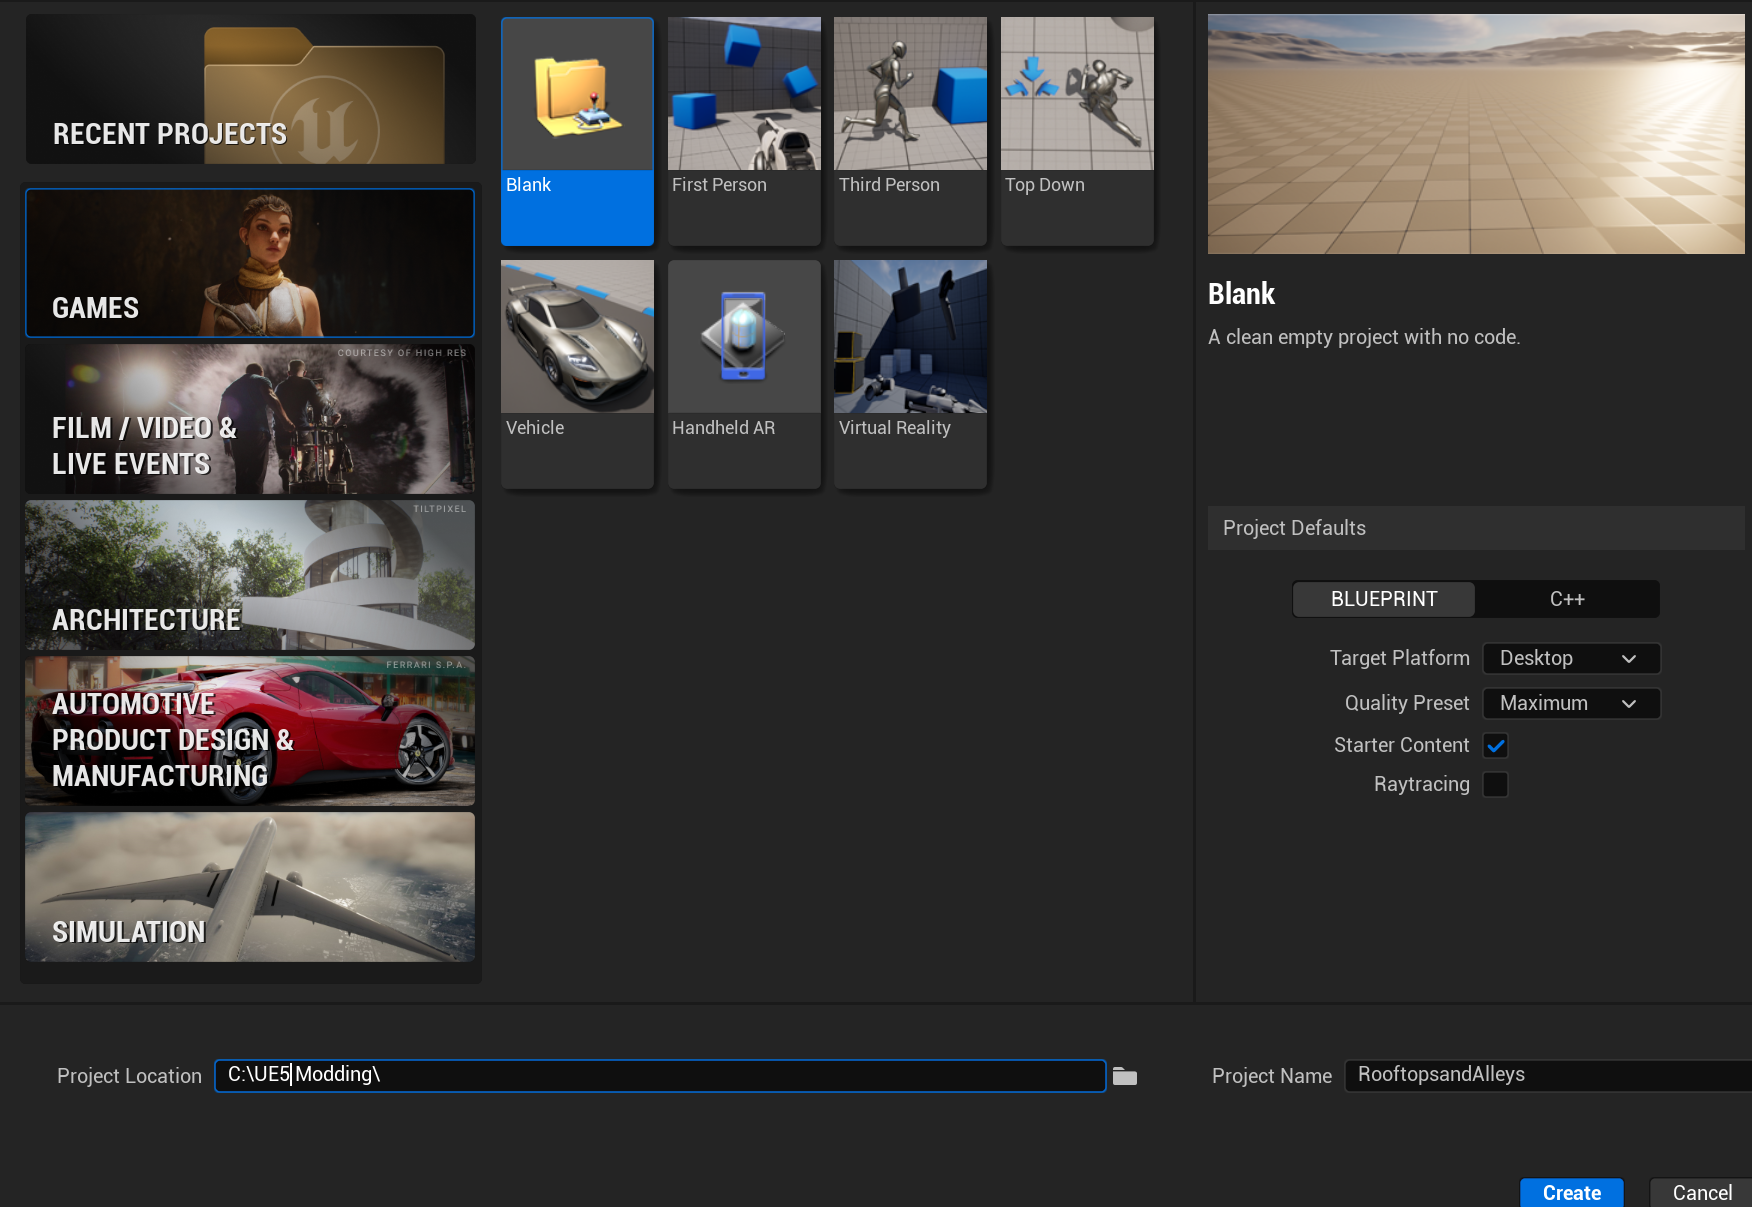 RECENT PROJECTS
GAMES
COURTESY OF HIGH RES
FILM / VIDEO &
LIVE EVENTS
TILTPIXEL
ARCHITECTURE
FERRARI S.P.A.
AUTOMOTIVE
PRODUCT DESIGN &
MANUFACTURING
SIMULATION
Blank
First Person
Third Person
Top Down
Vehicle
Handheld AR
Virtual Reality
Blank
A clean empty project with no code.
Project Defaults
BLUEPRINT
C++
Target Platform
Desktop
Quality Preset
Maximum
Starter Content
Raytracing
Project Location
C:\UE5Modding\
Project Name
RooftopsandAlleys
Create
Cancel